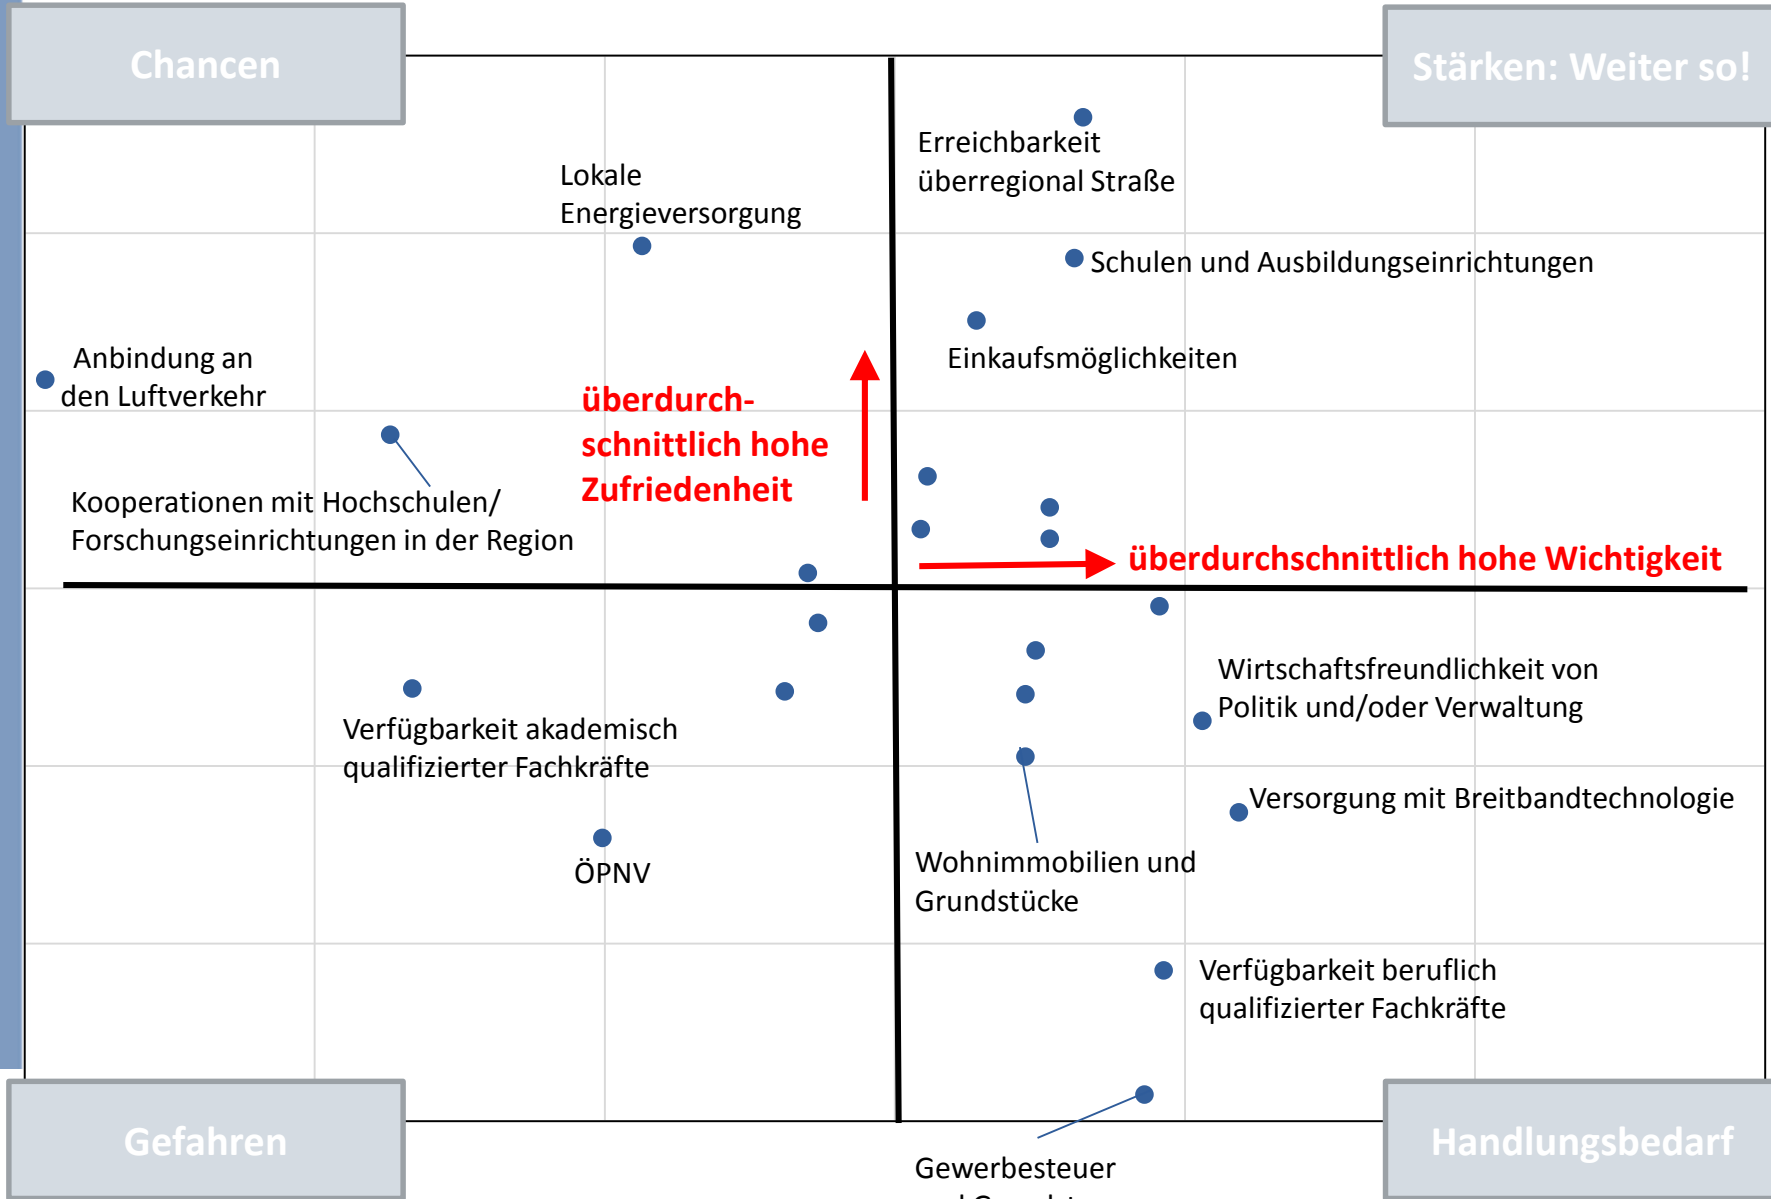 Chancen
Stärken: Weiter so!
Erreichbarkeit
überregional Straße
Lokale
Energieversorgung
Schulen und Ausbildungseinrichtungen
Einkaufsmöglichkeiten
Anbindung an
den Luftverkehr
überdurch-
schnittlich hohe
Zufriedenheit
Kooperationen mit Hochschulen/
Forschungseinrichtungen in der Region
überdurchschnittlich hohe Wichtigkeit
Wirtschaftsfreundlichkeit von
Politik und/oder Verwaltung
Verfügbarkeit akademisch
qualifizierter Fachkräfte
Versorgung mit Breitbandtechnologie
ÖPNV
Wohnimmobilien und
Grundstücke
Verfügbarkeit beruflich
qualifizierter Fachkräfte
Gefahren
Handlungsbedarf
Gewerbesteuer